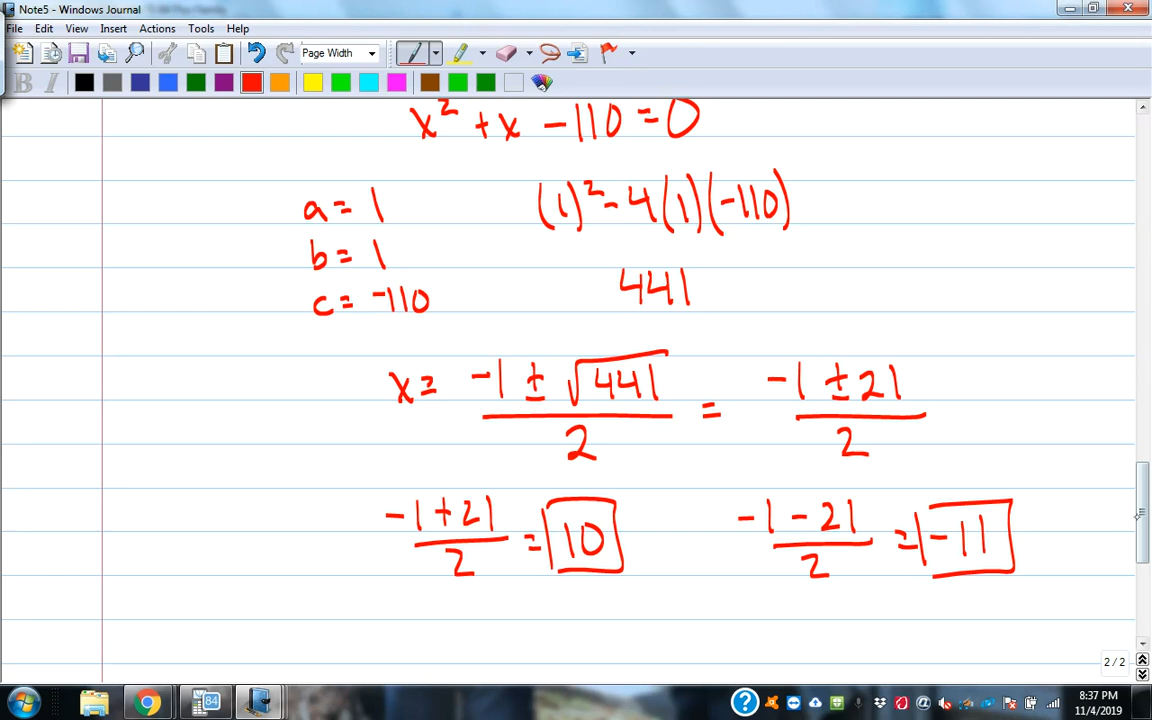 Note5 - Windows Journal
File Edit View Insert Actions Tools Help
Page Width
B I
x² + x - 110 = 0
a = 1
(1)² - 4(1)(-110)
b = 1
c = -110
441
x = (-1 ± √441)/2 = (-1 ± 21)/2
(-1 + 21)/2 = 10
(-1 - 21)/2 = -11
2 / 2
84
8:37 PM
11/4/2019